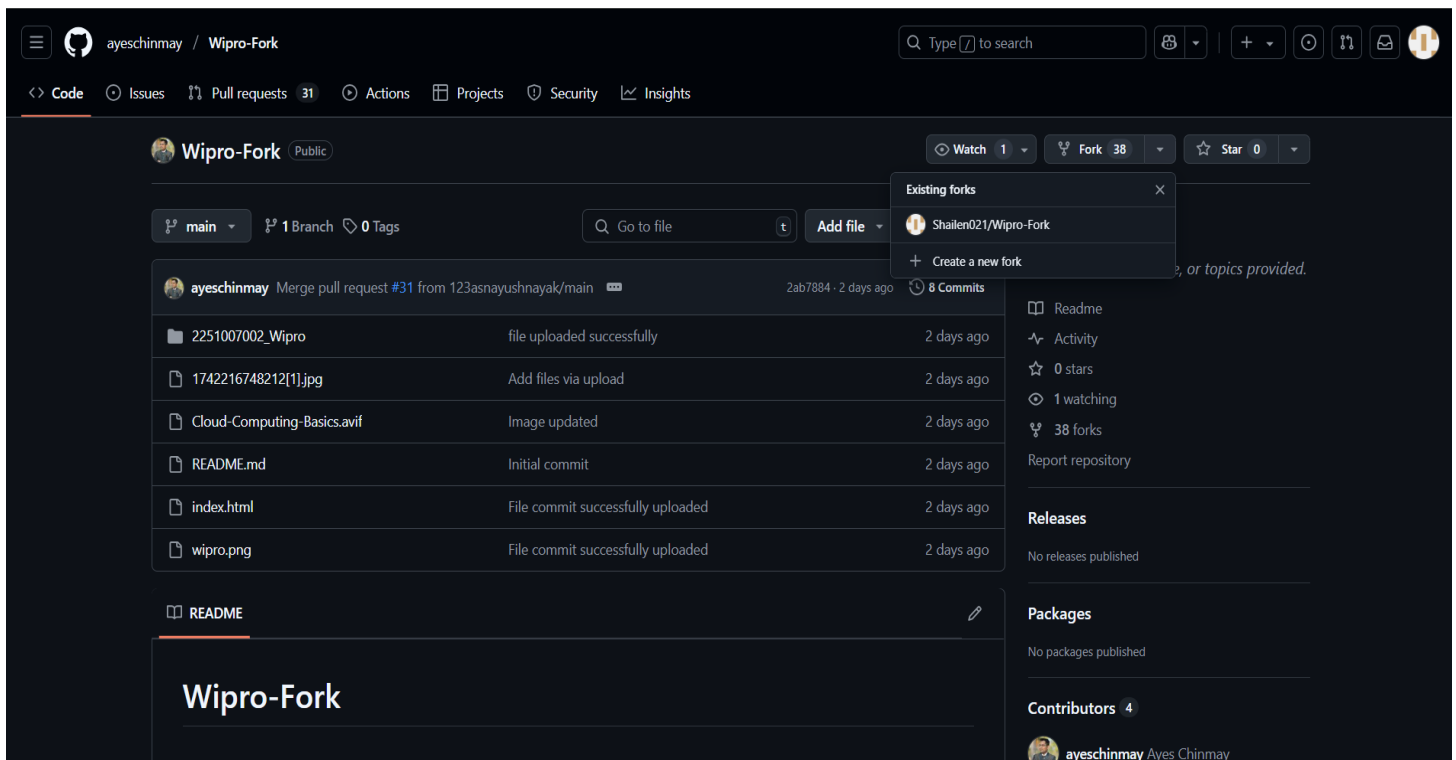 ayeschinmay / Wipro-Fork
Type / to search
Code Issues Pull requests 31 Actions Projects Security Insights
Wipro-Fork Public
Watch 1 Fork 38 Star 0
Existing forks
Shailen021/Wipro-Fork
Create a new fork
main 1 Branch 0 Tags Go to file t Add file
e, or topics provided.
ayeschinmay Merge pull request #31 from 123asnayushnayak/main 2ab7884 · 2 days ago 8 Commits
2251007002_Wipro file uploaded successfully 2 days ago
1742216748212[1].jpg Add files via upload 2 days ago
Cloud-Computing-Basics.avif Image updated 2 days ago
README.md Initial commit 2 days ago
index.html File commit successfully uploaded 2 days ago
wipro.png File commit successfully uploaded 2 days ago
README
Wipro-Fork
Readme
Activity
0 stars
1 watching
38 forks
Report repository
Releases
No releases published
Packages
No packages published
Contributors 4
ayeschinmay Ayes Chinmay